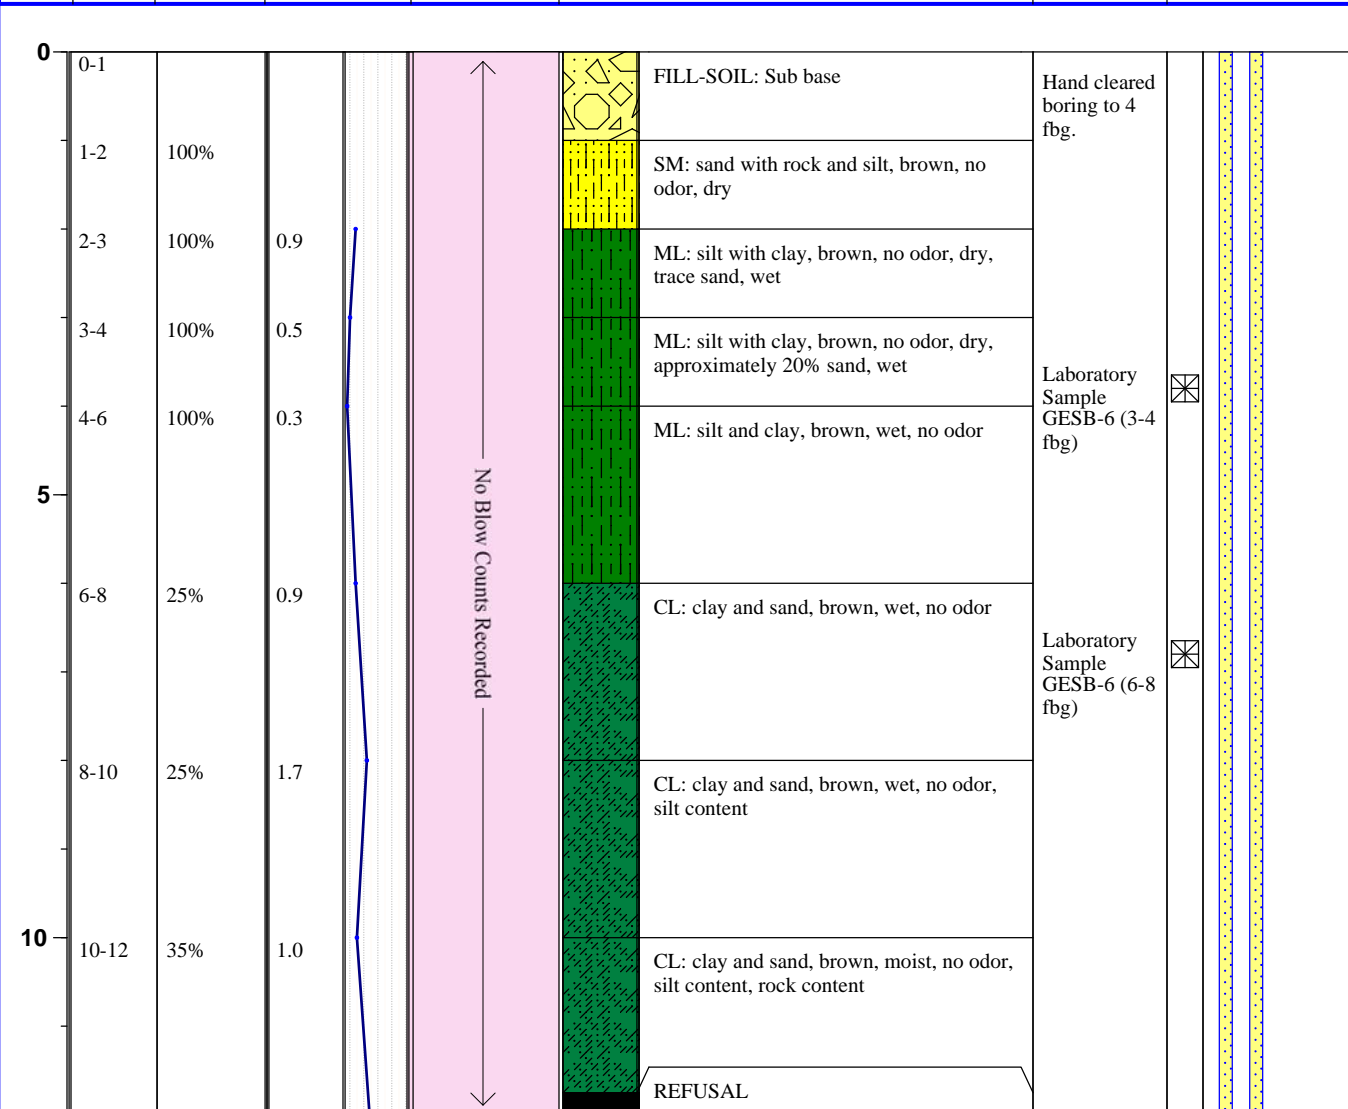 0
0-1
FILL-SOIL: Sub base
Hand cleared
boring to 4
fbg.
1-2
100%
SM: sand with rock and silt, brown, no
odor, dry
2-3
100%
0.9
ML: silt with clay, brown, no odor, dry,
trace sand, wet
3-4
100%
0.5
ML: silt with clay, brown, no odor, dry,
approximately 20% sand, wet
Laboratory
Sample
GESB-6 (3-4
fbg)
4-6
100%
0.3
ML: silt and clay, brown, wet, no odor
5
No Blow Counts Recorded
6-8
25%
0.9
CL: clay and sand, brown, wet, no odor
Laboratory
Sample
GESB-6 (6-8
fbg)
8-10
25%
1.7
CL: clay and sand, brown, wet, no odor,
silt content
10
10-12
35%
1.0
CL: clay and sand, brown, moist, no odor,
silt content, rock content
REFUSAL